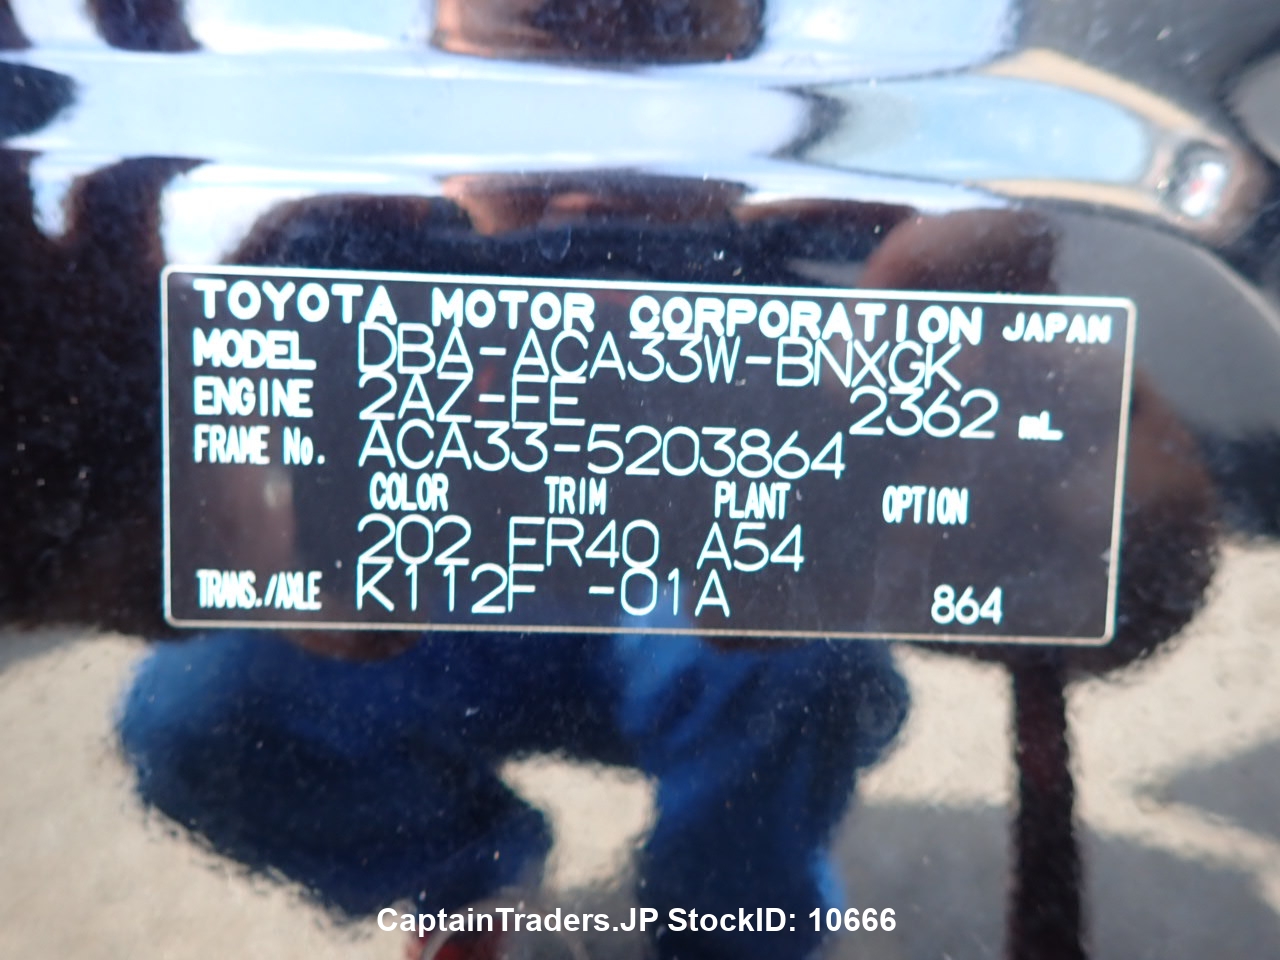 TOYOTA MOTOR CORPORATION JAPAN
MODEL DBA-ACA33W-BNXGK
ENGINE 2AZ-FE 2362 mL
FRAME No. ACA33-5203864
COLOR TRIM PLANT OPTION
202 FR40 A54
TRANS./AXLE K112F -01A 864
CaptainTraders.JP StockID: 10666